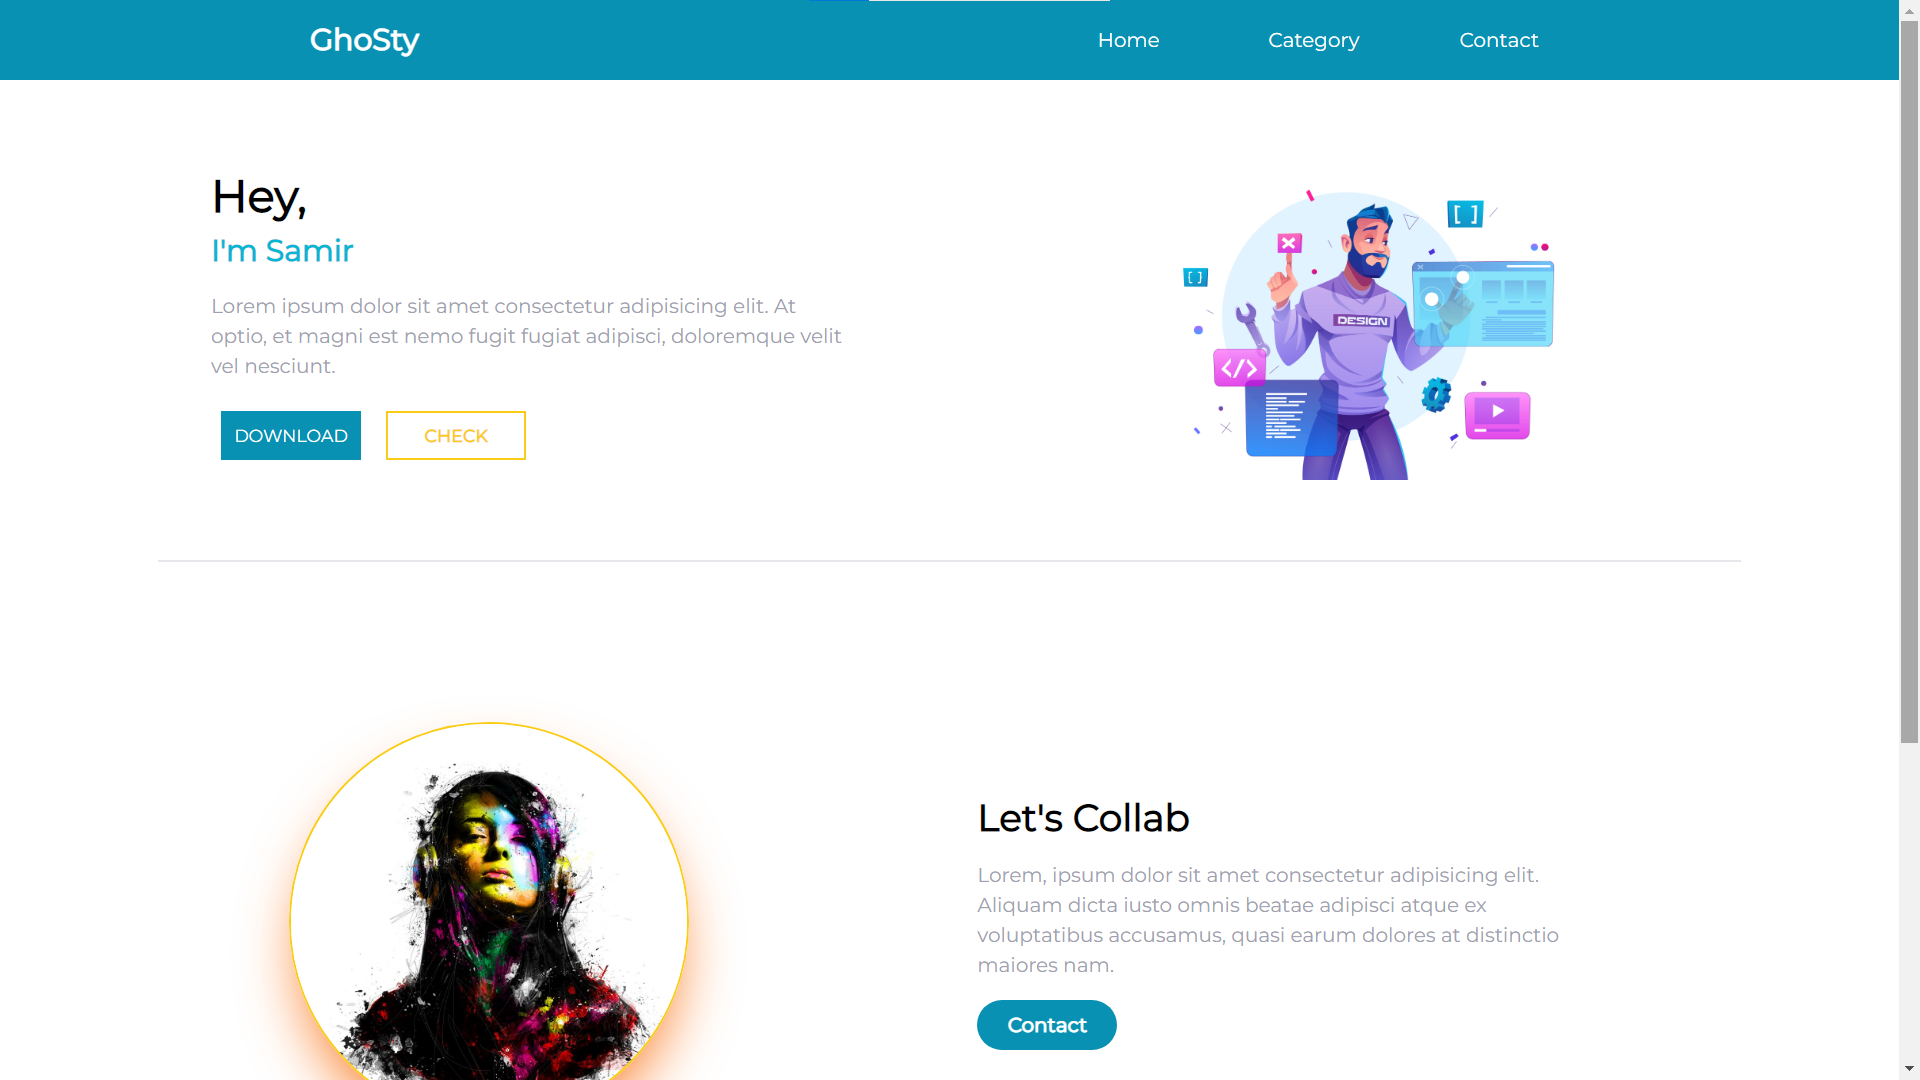 GhoSty
Home
Category
Contact
Hey,
I'm Samir
Lorem ipsum dolor sit amet consectetur adipisicing elit. At
optio, et magni est nemo fugit fugiat adipisci, doloremque velit
vel nesciunt.
DOWNLOAD
CHECK
[ ]
[ ]
DESIGN
</>
Let's Collab
Lorem, ipsum dolor sit amet consectetur adipisicing elit.
Aliquam dicta iusto omnis beatae adipisci atque ex
voluptatibus accusamus, quasi earum dolores at distinctio
maiores nam.
Contact